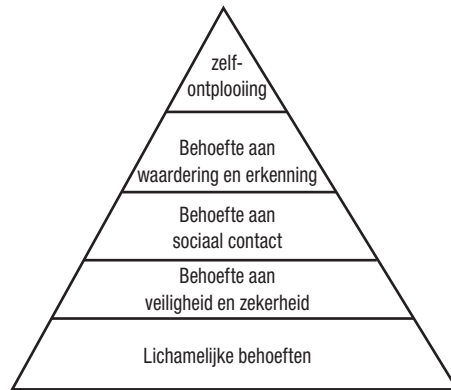 zelf-
ontplooiing
Behoefte aan
waardering en erkenning
Behoefte aan
sociaal contact
Behoefte aan
veiligheid en zekerheid
Lichamelijke behoeften